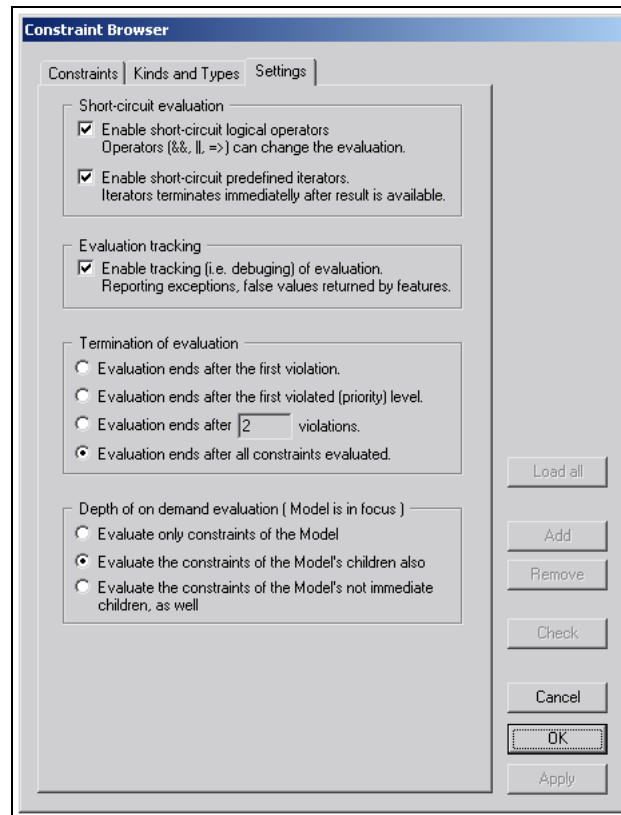 Constraint Browser
Constraints
Kinds and Types
Settings
Short-circuit evaluation
Enable short-circuit logical operators
Operators (&&, ||, =>) can change the evaluation.
Enable short-circuit predefined iterators.
Iterators terminates immediatelly after result is available.
Evaluation tracking
Enable tracking (i.e. debuging) of evaluation.
Reporting exceptions, false values returned by features.
Termination of evaluation
Evaluation ends after the first violation.
Evaluation ends after the first violated (priority) level.
Evaluation ends after 2 violations.
Evaluation ends after all constraints evaluated.
Depth of on demand evaluation ( Model is in focus )
Evaluate only constraints of the Model
Evaluate the constraints of the Model's children also
Evaluate the constraints of the Model's not immediate
children, as well
Load all
Add
Remove
Check
Cancel
OK
Apply